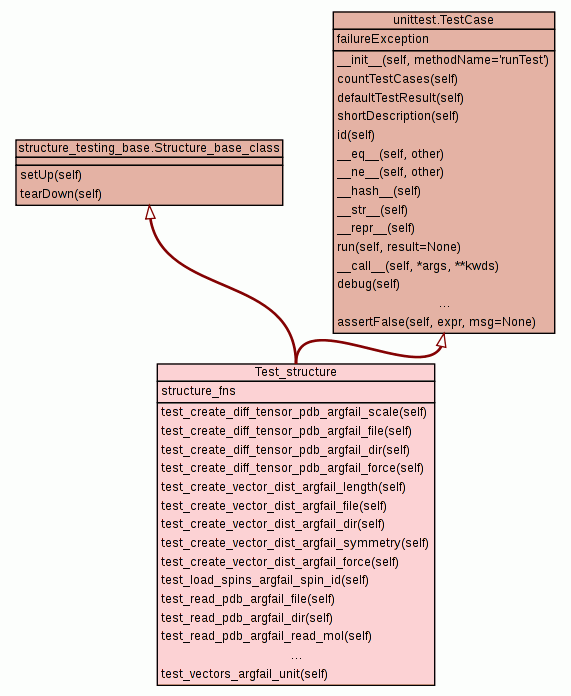 unittest.TestCase
failureException
__init__(self, methodName='runTest')
countTestCases(self)
defaultTestResult(self)
shortDescription(self)
id(self)
__eq__(self, other)
__ne__(self, other)
__hash__(self)
__str__(self)
__repr__(self)
run(self, result=None)
__call__(self, *args, **kwds)
debug(self)
...
assertFalse(self, expr, msg=None)
structure_testing_base.Structure_base_class
setUp(self)
tearDown(self)
Test_structure
structure_fns
test_create_diff_tensor_pdb_argfail_scale(self)
test_create_diff_tensor_pdb_argfail_file(self)
test_create_diff_tensor_pdb_argfail_dir(self)
test_create_diff_tensor_pdb_argfail_force(self)
test_create_vector_dist_argfail_length(self)
test_create_vector_dist_argfail_file(self)
test_create_vector_dist_argfail_dir(self)
test_create_vector_dist_argfail_symmetry(self)
test_create_vector_dist_argfail_force(self)
test_load_spins_argfail_spin_id(self)
test_read_pdb_argfail_file(self)
test_read_pdb_argfail_dir(self)
test_read_pdb_argfail_read_mol(self)
...
test_vectors_argfail_unit(self)